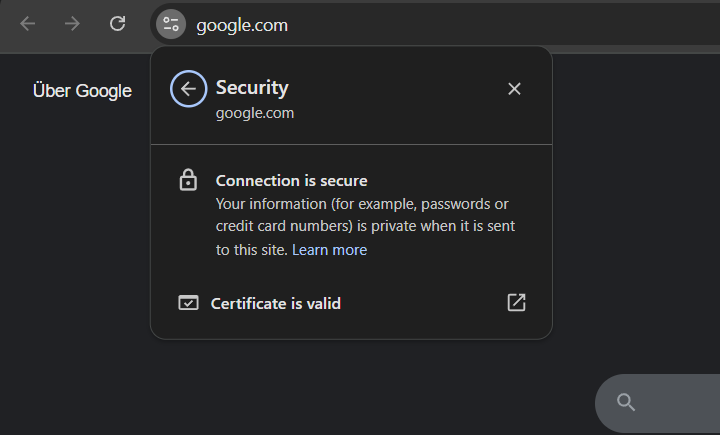 google.com
Über Google
Security
google.com
Connection is secure
Your information (for example, passwords or
credit card numbers) is private when it is sent
to this site. Learn more
Certificate is valid